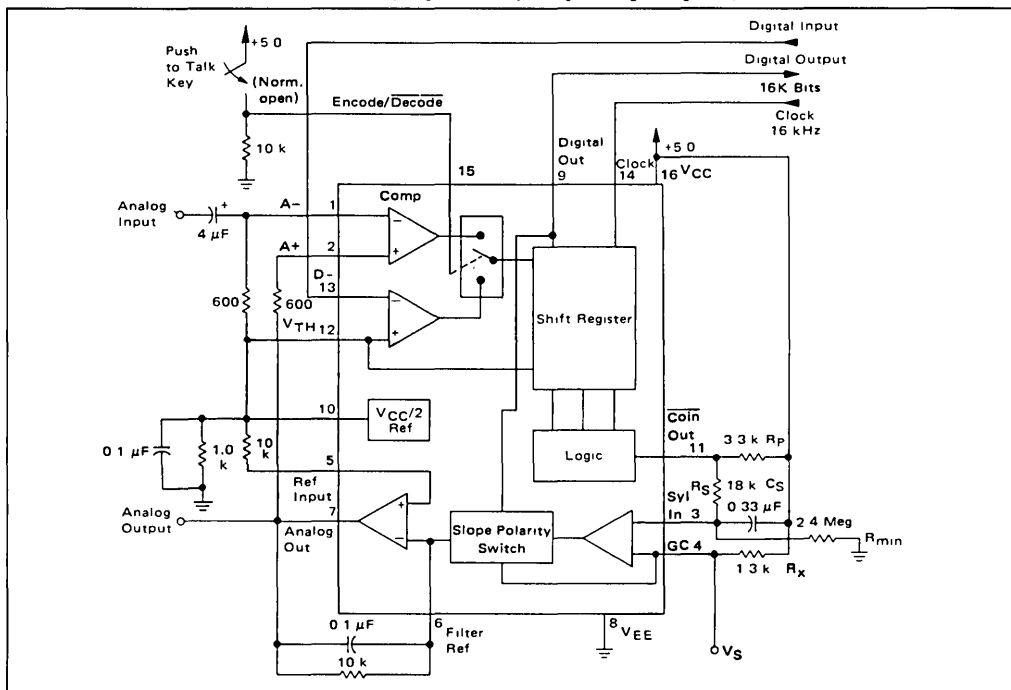 Push
to Talk
Key
+5 0
(Norm.
open)
10 k
Encode/Decode
Digital Input
Digital Output
16K Bits
Clock
16 kHz
Digital
Out
9
Clock
14
+5 0
16 VCC
15
Analog
Input
4 µF
+
A−
1
Comp
−
+
A+
2
D−
13
600
600
VTH 12
−
+
Shift Register
10
VCC/2
Ref
0 1 µF
1.0
k
10
k
5
Ref
Input
Logic
Coin
Out
11
3 3 k RP
RS
18 k
CS
0 33 µF
Syl
In 3
2 4 Meg
Rmin
GC 4
1 3 k
Rx
Analog
Output
7
Analog
Out
+
−
Slope Polarity
Switch
0 1 µF
6
Filter
Ref
10 k
8 VEE
VS